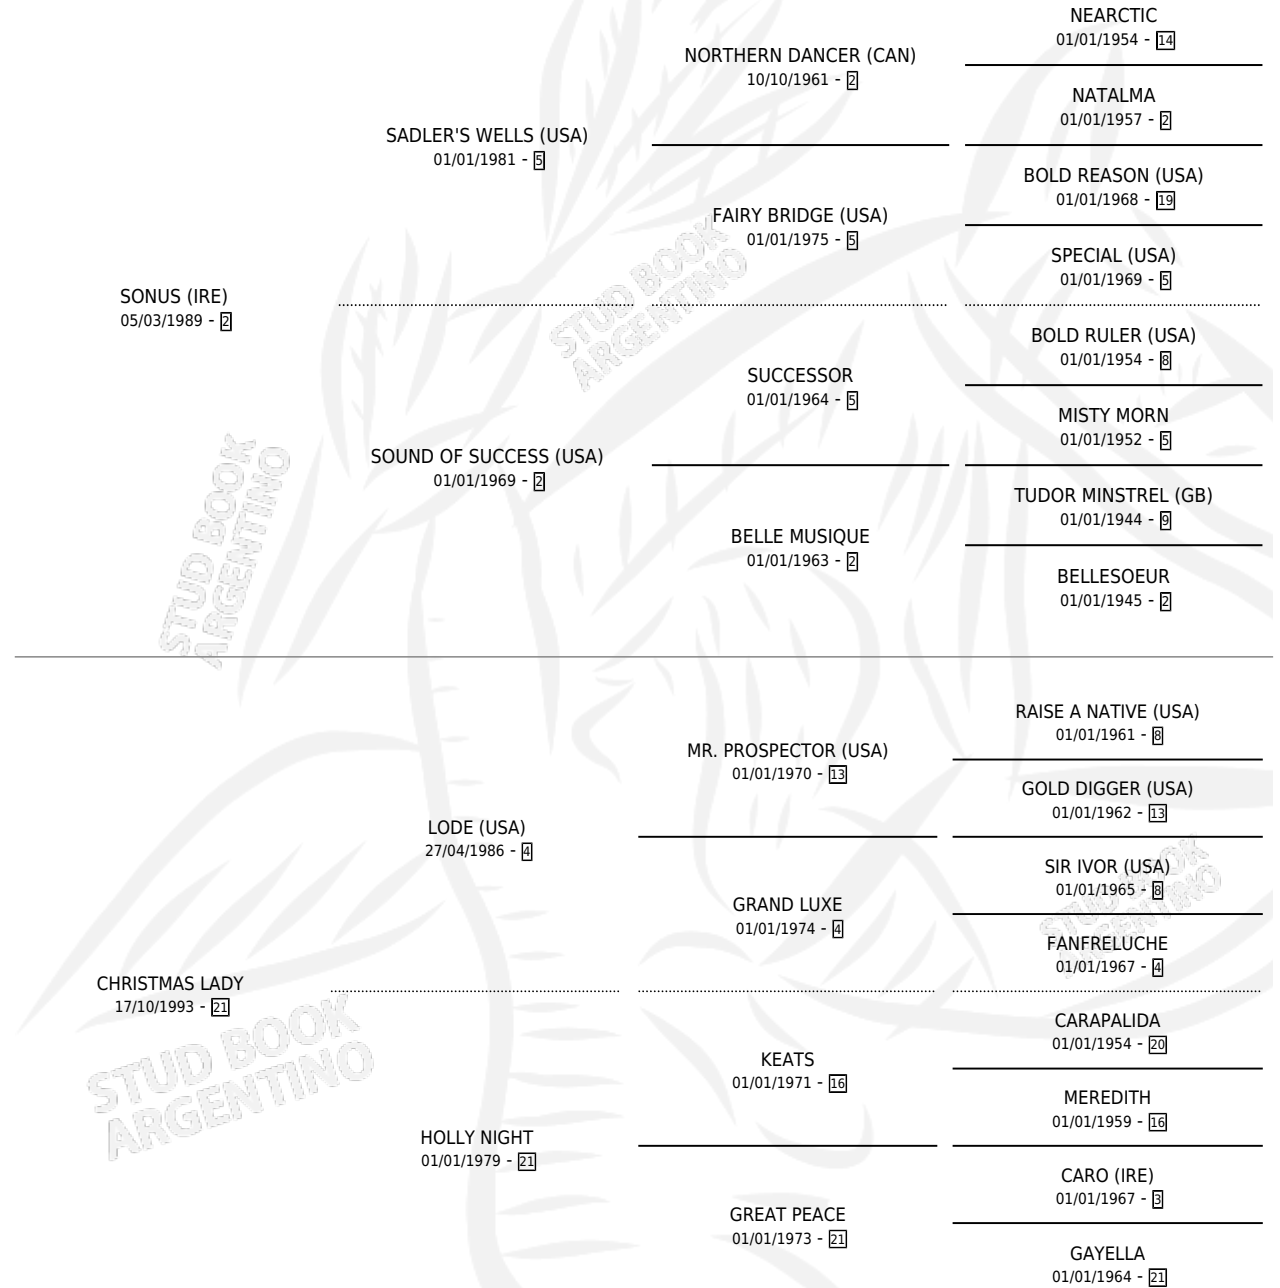 NEARCTIC
01/01/1954 - 14
NORTHERN DANCER (CAN)
10/10/1961 - 2
NATALMA
01/01/1957 - 2
SADLER'S WELLS (USA)
01/01/1981 - 5
BOLD REASON (USA)
01/01/1968 - 19
FAIRY BRIDGE (USA)
01/01/1975 - 5
SPECIAL (USA)
01/01/1969 - 5
SONUS (IRE)
05/03/1989 - 2
STUD BOOK
ARGENTINO
BOLD RULER (USA)
01/01/1954 - 8
SUCCESSOR
01/01/1964 - 5
MISTY MORN
01/01/1952 - 5
SOUND OF SUCCESS (USA)
01/01/1969 - 2
TUDOR MINSTREL (GB)
01/01/1944 - 9
BELLE MUSIQUE
01/01/1963 - 2
BELLESOEUR
01/01/1945 - 2
STUD BOOK
ARGENTINO
RAISE A NATIVE (USA)
01/01/1961 - 8
MR. PROSPECTOR (USA)
01/01/1970 - 13
GOLD DIGGER (USA)
01/01/1962 - 13
LODE (USA)
27/04/1986 - 4
SIR IVOR (USA)
01/01/1965 - 8
GRAND LUXE
01/01/1974 - 4
FANFRELUCHE
01/01/1967 - 4
STUD BOOK
ARGENTINO
CHRISTMAS LADY
17/10/1993 - 21
CARAPALIDA
01/01/1954 - 20
KEATS
01/01/1971 - 16
MEREDITH
01/01/1959 - 16
HOLLY NIGHT
01/01/1979 - 21
CARO (IRE)
01/01/1967 - 3
GREAT PEACE
01/01/1973 - 21
GAYELLA
01/01/1964 - 21
STUD BOOK
ARGENTINO